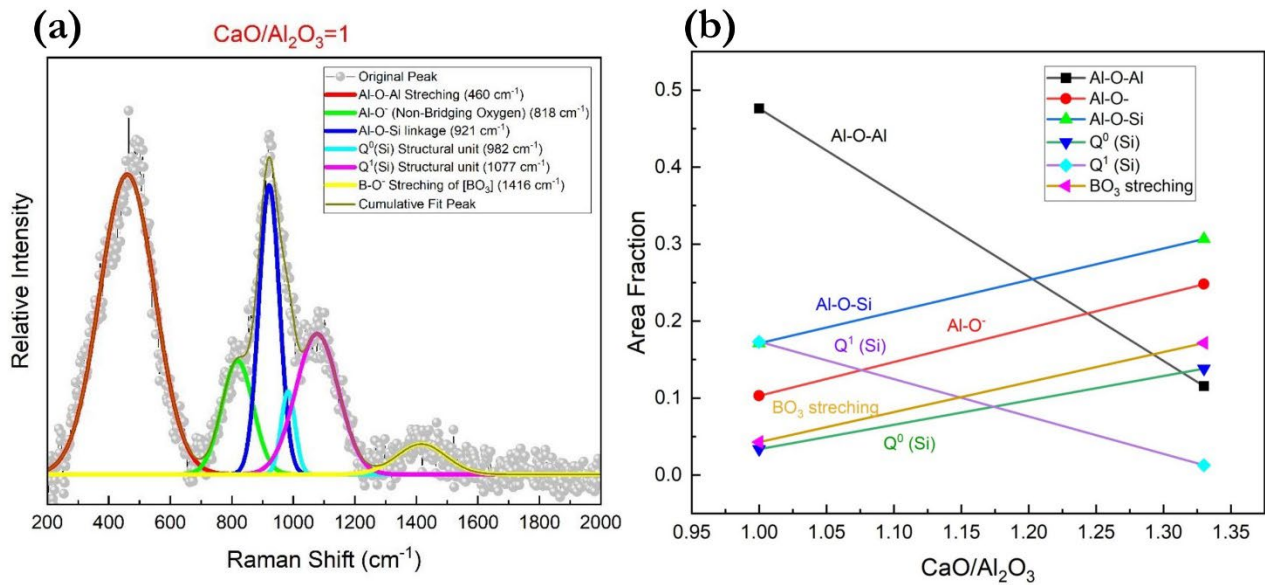 (a)
CaO/Al₂O₃=1
Original Peak
Al-O-Al Streching (460 cm⁻¹)
Al-O⁻ (Non-Bridging Oxygen) (818 cm⁻¹)
Al-O-Si linkage (921 cm⁻¹)
Q⁰(Si) Structural unit (982 cm⁻¹)
Q¹(Si) Structural unit (1077 cm⁻¹)
B-O⁻ Streching of [BO₃] (1416 cm⁻¹)
Cumulative Fit Peak
Relative Intensity
200 400 600 800 1000 1200 1400 1600 1800 2000
Raman Shift (cm⁻¹)
(b)
Al-O-Al
Al-O-
Al-O-Si
Q⁰ (Si)
Q¹ (Si)
BO₃ streching
Al-O-Al
Al-O-Si
Al-O⁻
Q¹ (Si)
BO₃ streching
Q⁰ (Si)
Area Fraction
0.5
0.4
0.3
0.2
0.1
0.0
0.95 1.00 1.05 1.10 1.15 1.20 1.25 1.30 1.35
CaO/Al₂O₃